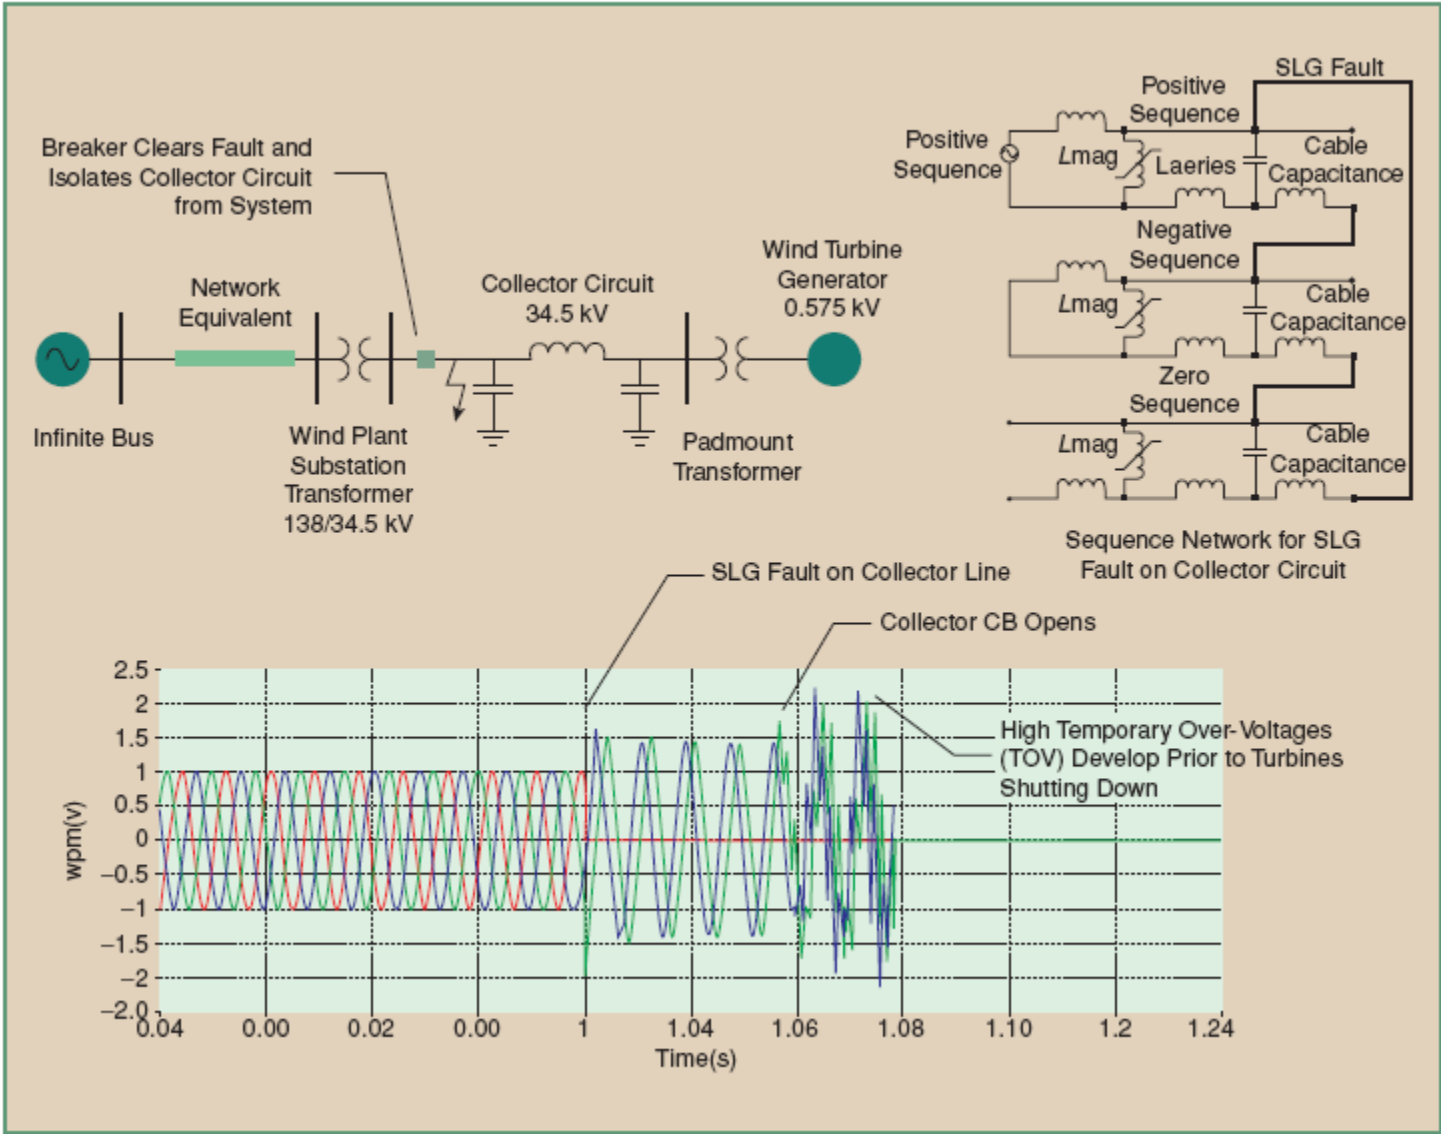 SLG Fault
Positive
Sequence
Positive
Sequence
Lmag
Laeries
Cable
Capacitance
Negative
Sequence
Lmag
Cable
Capacitance
Zero
Sequence
Lmag
Cable
Capacitance
Sequence Network for SLG
Fault on Collector Circuit
Breaker Clears Fault and
Isolates Collector Circuit
from System
Network
Equivalent
Collector Circuit
34.5 kV
Wind Turbine
Generator
0.575 kV
Infinite Bus
Wind Plant
Substation
Transformer
138/34.5 kV
Padmount
Transformer
SLG Fault on Collector Line
Collector CB Opens
High Temporary Over-Voltages
(TOV) Develop Prior to Turbines
Shutting Down
wpm(v)
2.5
2
1.5
1
0.5
0
−0.5
−1
−1.5
−2
−2.0
0.04 0.00 0.02 0.00 1 1.04 1.06 1.08 1.10 1.2 1.24
Time(s)